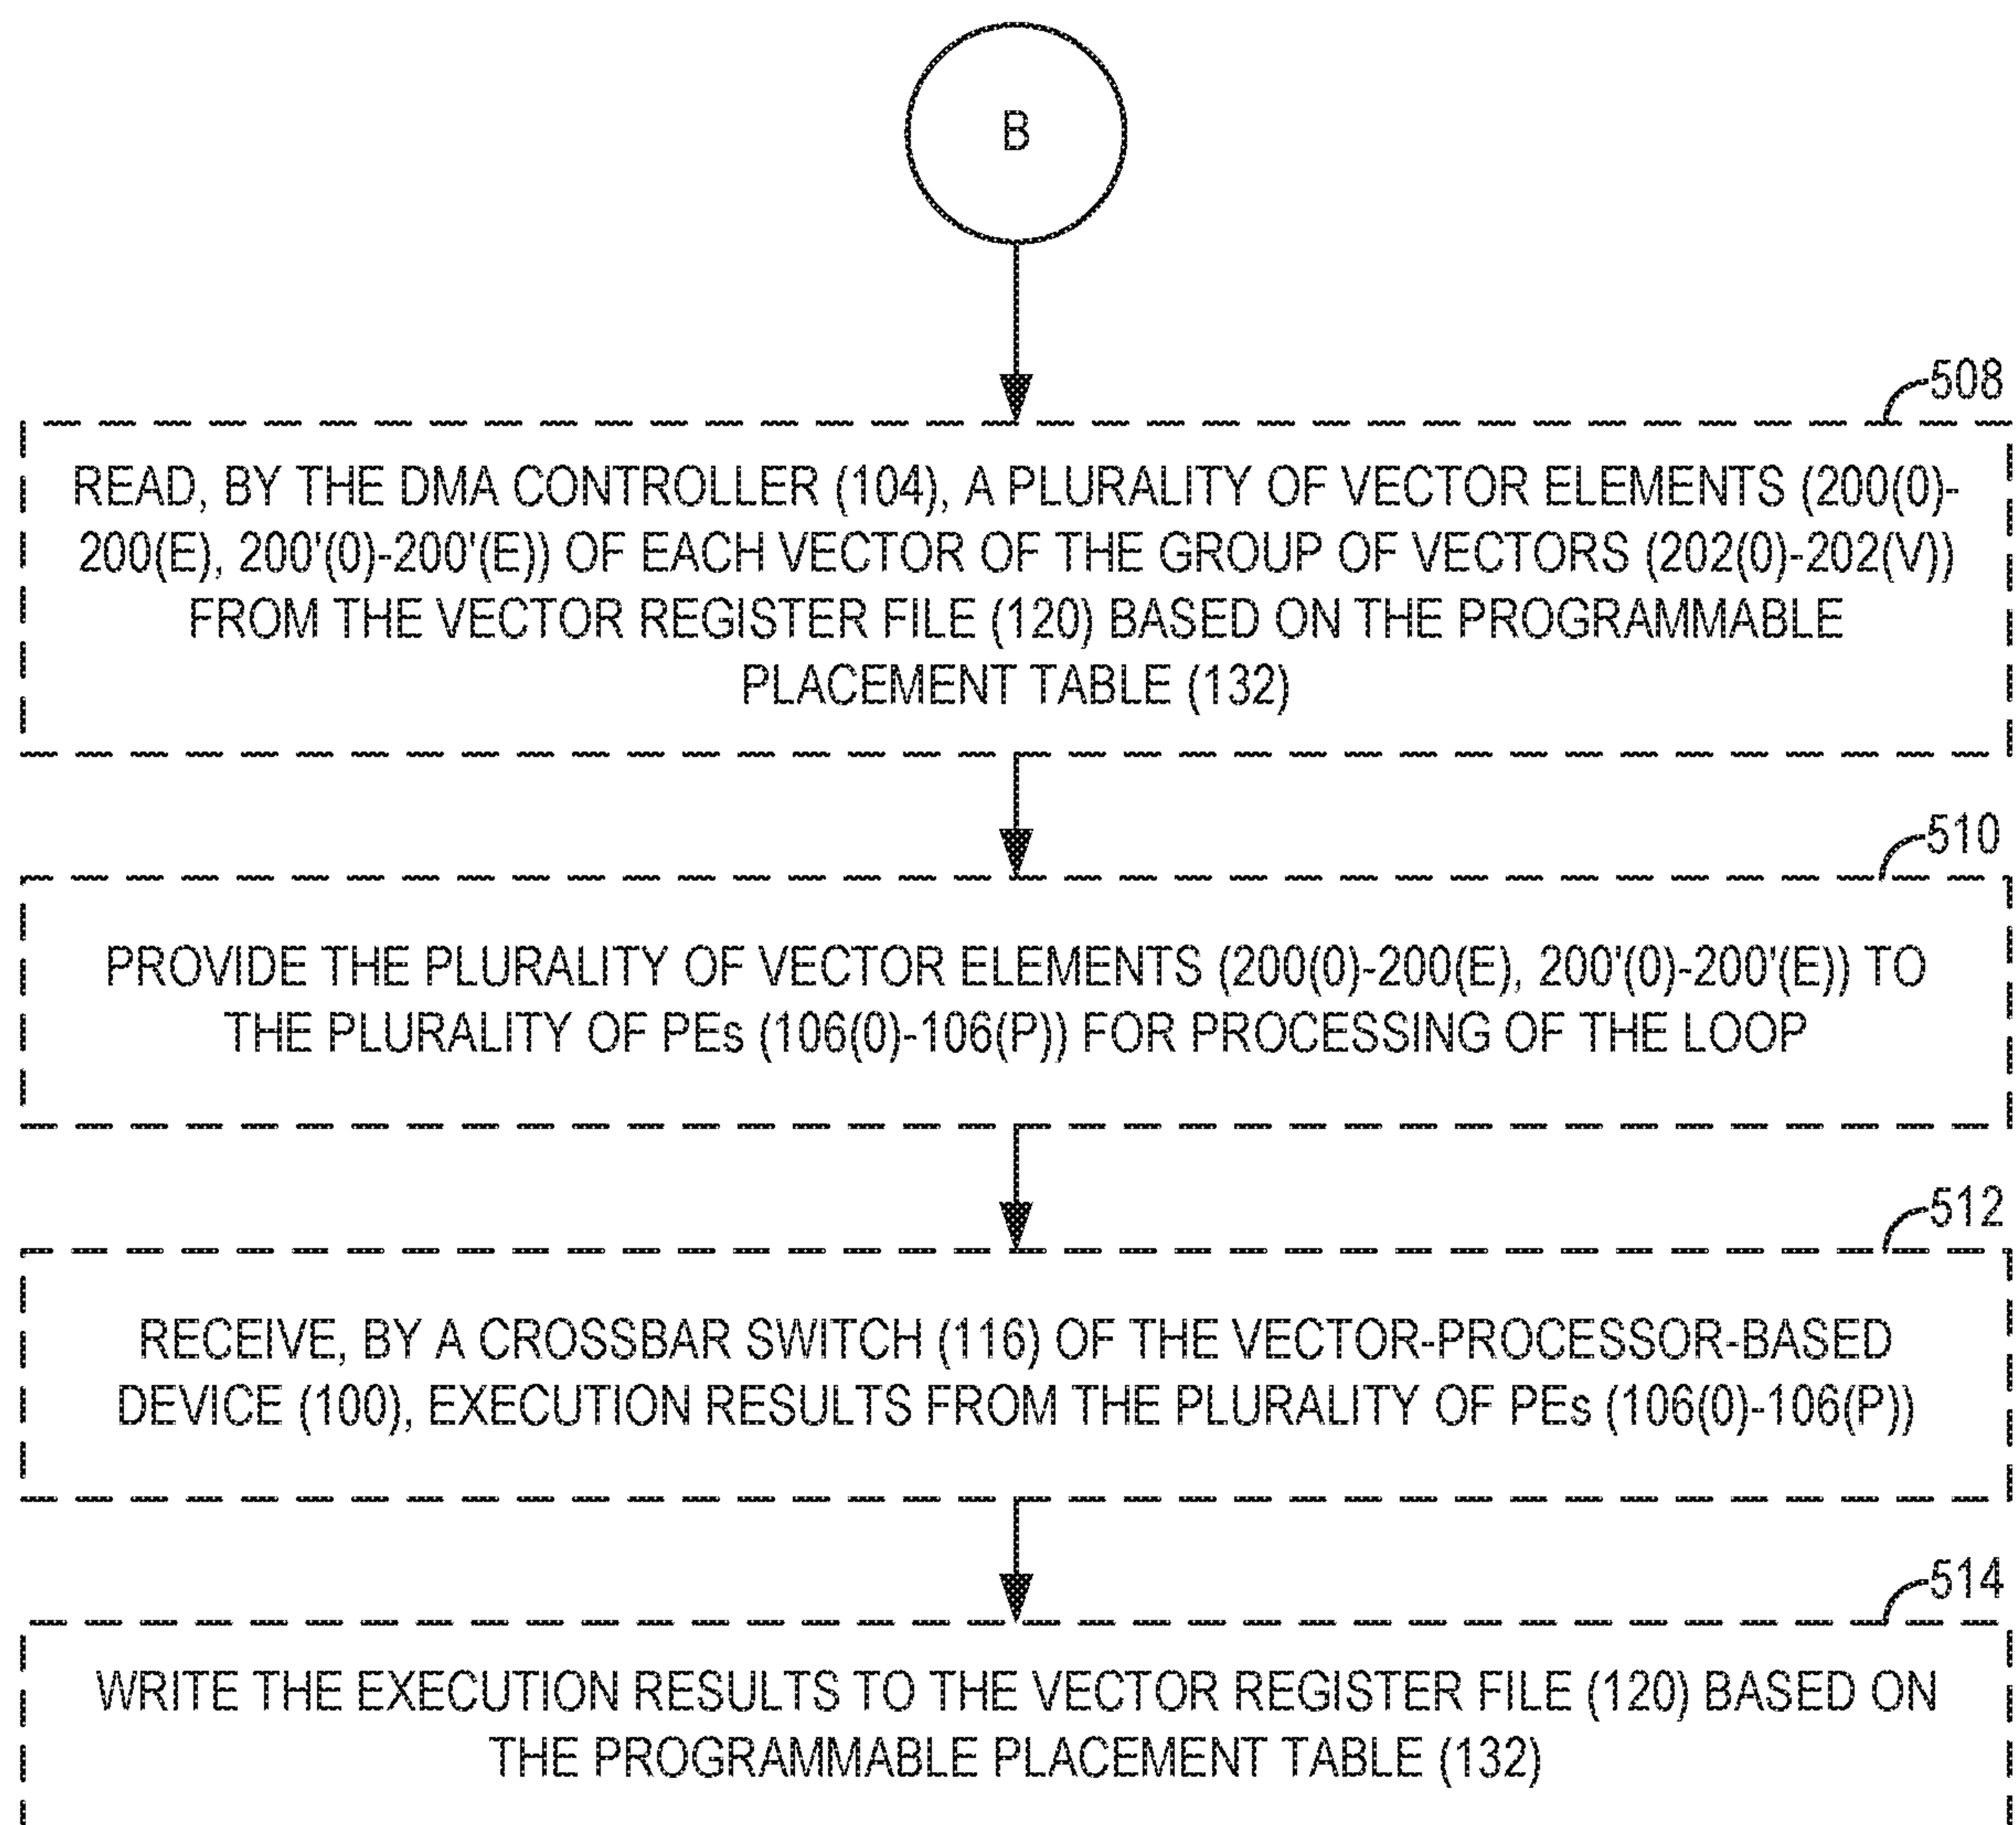 B
508
READ, BY THE DMA CONTROLLER (104), A PLURALITY OF VECTOR ELEMENTS (200(0)-
200(E), 200'(0)-200'(E)) OF EACH VECTOR OF THE GROUP OF VECTORS (202(0)-202(V))
FROM THE VECTOR REGISTER FILE (120) BASED ON THE PROGRAMMABLE
PLACEMENT TABLE (132)
510
PROVIDE THE PLURALITY OF VECTOR ELEMENTS (200(0)-200(E), 200'(0)-200'(E)) TO
THE PLURALITY OF PEs (106(0)-106(P)) FOR PROCESSING OF THE LOOP
512
RECEIVE, BY A CROSSBAR SWITCH (116) OF THE VECTOR-PROCESSOR-BASED
DEVICE (100), EXECUTION RESULTS FROM THE PLURALITY OF PEs (106(0)-106(P))
514
WRITE THE EXECUTION RESULTS TO THE VECTOR REGISTER FILE (120) BASED ON
THE PROGRAMMABLE PLACEMENT TABLE (132)